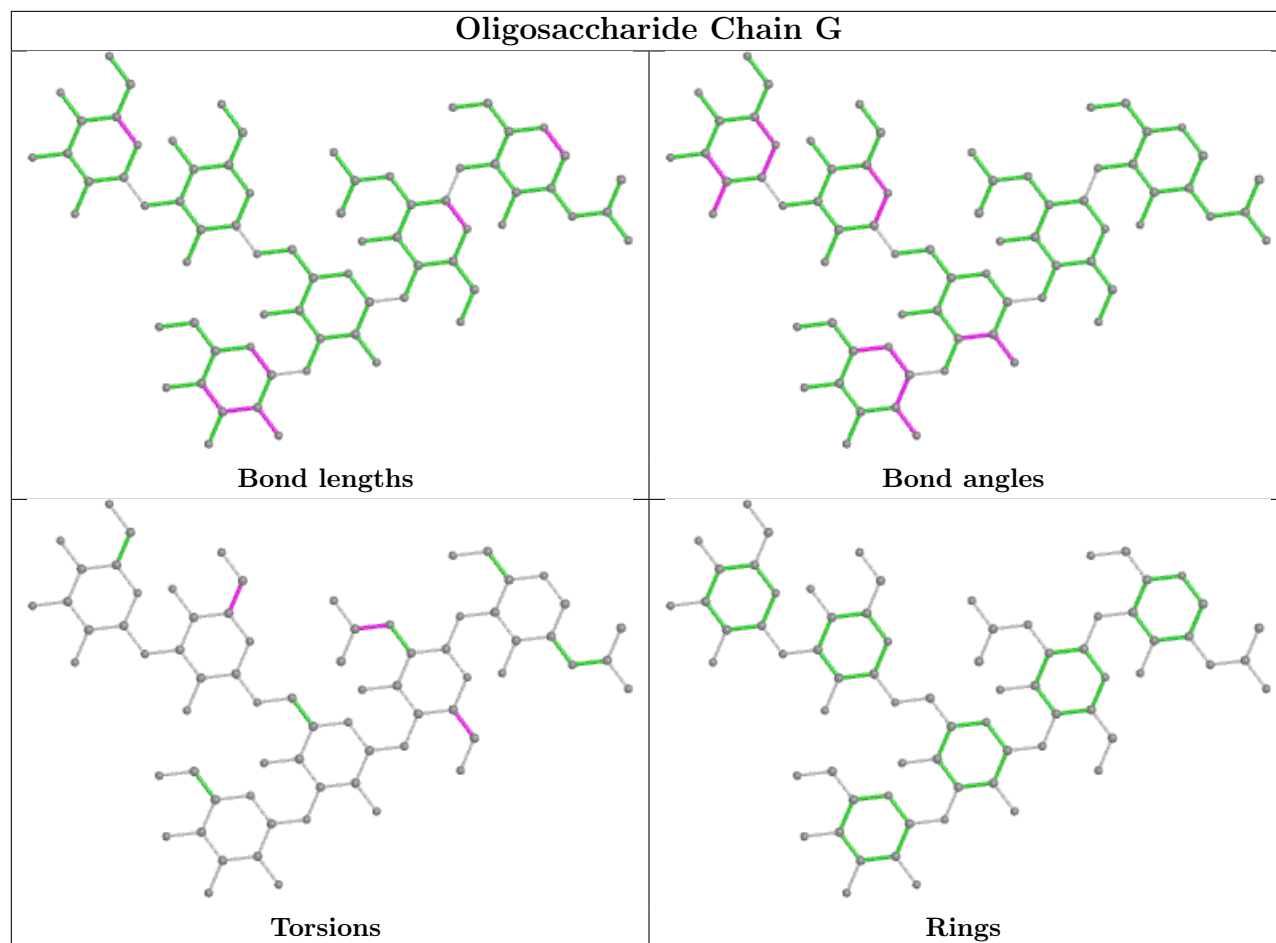 Oligosaccharide Chain G
Bond lengths
Bond angles
Torsions
Rings